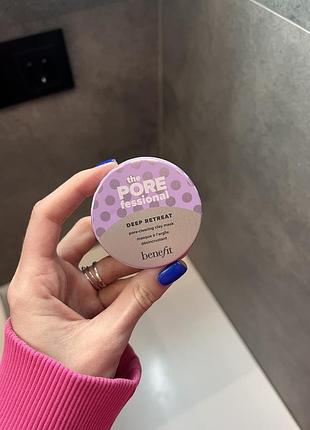 the
PORE
fessional
DEEP RETREAT
pore-clearing clay mask
masque à l'argile
désincrustant
benefit